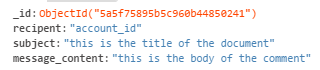 _id:ObjectId("5a5f75895b5c960b44850241")
recipent:"account_id"
subject:"this is the title of the document"
message_content:"this is the body of the comment"